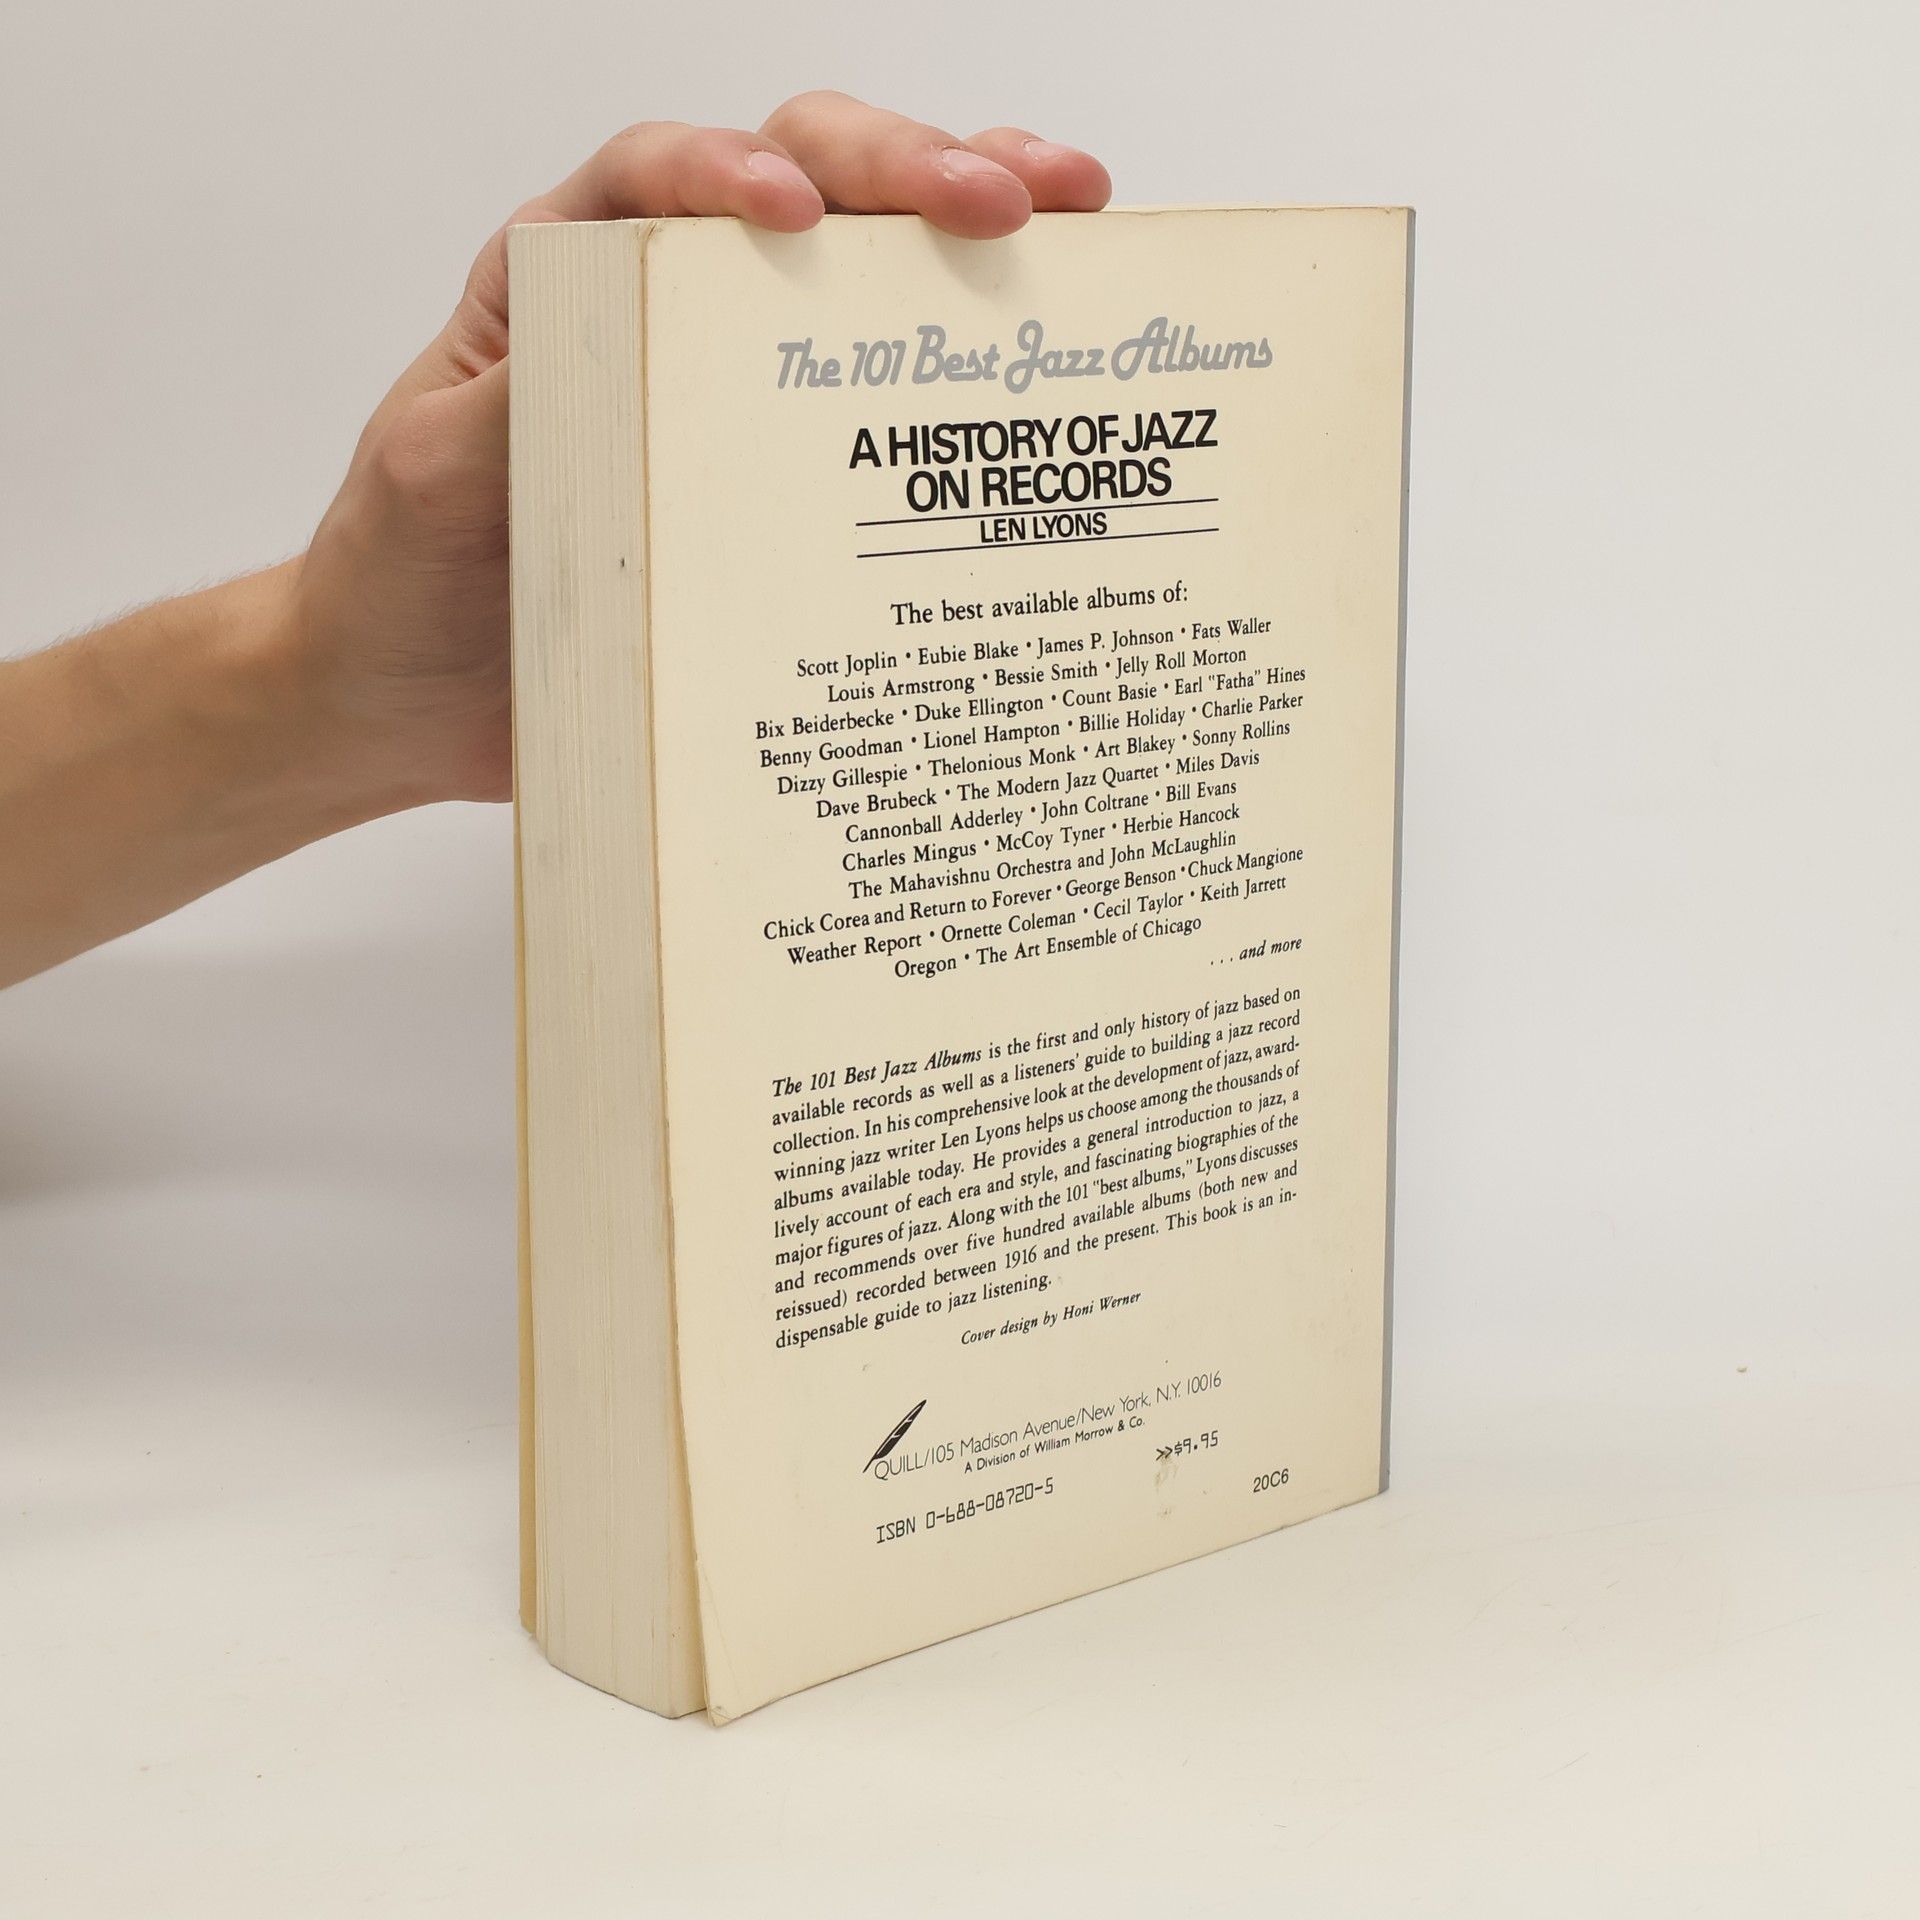 The 101 Best Jazz Albums
A HISTORY OF JAZZ
ON RECORDS
LEN LYONS
The best available albums of:
Scott Joplin • Eubie Blake • James P. Johnson • Fats Waller
Louis Armstrong • Bessie Smith • Jelly Roll Morton
Bix Beiderbecke • Duke Ellington • Count Basie • Earl "Fatha" Hines
Benny Goodman • Lionel Hampton • Billie Holiday • Charlie Parker
Dizzy Gillespie • Thelonious Monk • Art Blakey • Sonny Rollins
Dave Brubeck • The Modern Jazz Quartet • Miles Davis
Cannonball Adderley • John Coltrane • Bill Evans
Charles Mingus • McCoy Tyner • Herbie Hancock
The Mahavishnu Orchestra and John McLaughlin
Chick Corea and Return to Forever • George Benson • Chuck Mangione
Weather Report • Ornette Coleman • Cecil Taylor • Keith Jarrett
Oregon • The Art Ensemble of Chicago
. . . and more
The 101 Best Jazz Albums is the first and only history of jazz based on
available records as well as a listeners' guide to building a jazz record
collection. In his comprehensive look at the development of jazz, award-
winning jazz writer Len Lyons helps us choose among the thousands of
albums available today. He provides a general introduction to jazz, a
lively account of each era and style, and fascinating biographies of the
major figures of jazz. Along with the 101 "best albums," Lyons discusses
and recommends over five hundred available albums (both new and
reissued) recorded between 1916 and the present. This book is an in-
dispensable guide to jazz listening.
Cover design by Honi Werner
QUILL/105 Madison Avenue/New York, N.Y. 10016
A Division of William Morrow & Co.
>>$9.95
ISBN 0-688-08720-5
20C6